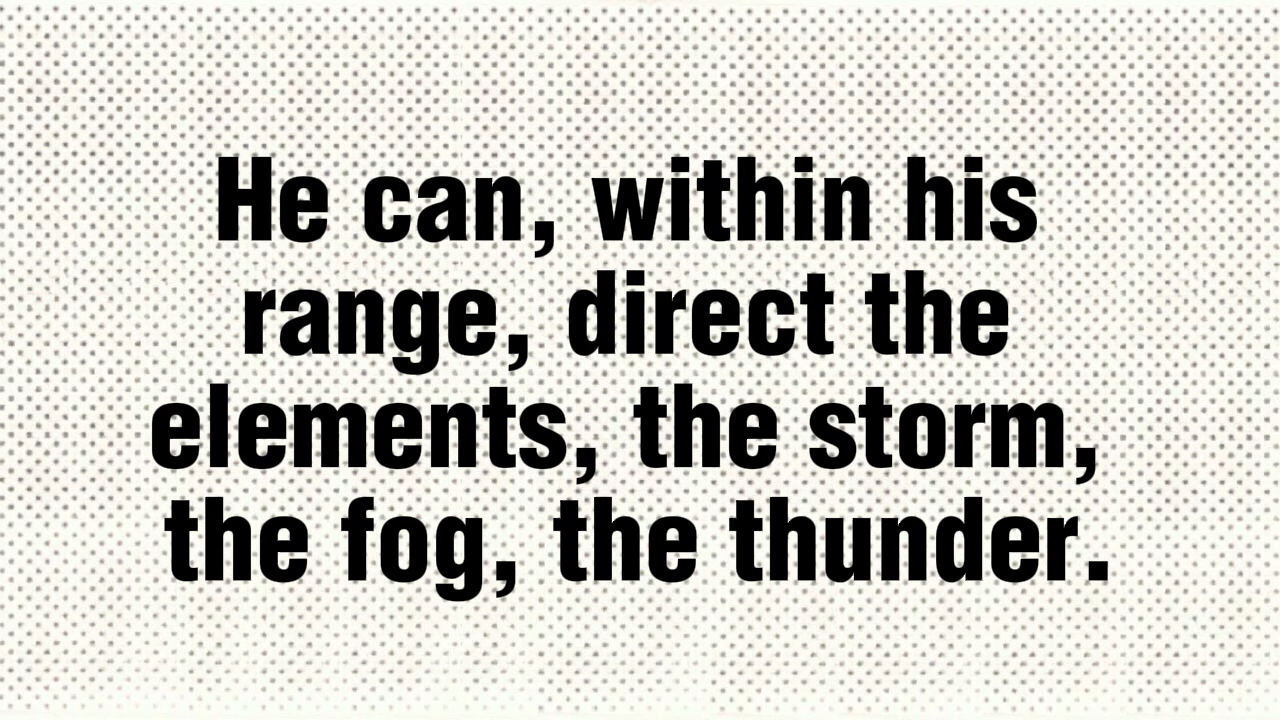 He can, within his
range, direct the
elements, the storm,
the fog, the thunder.